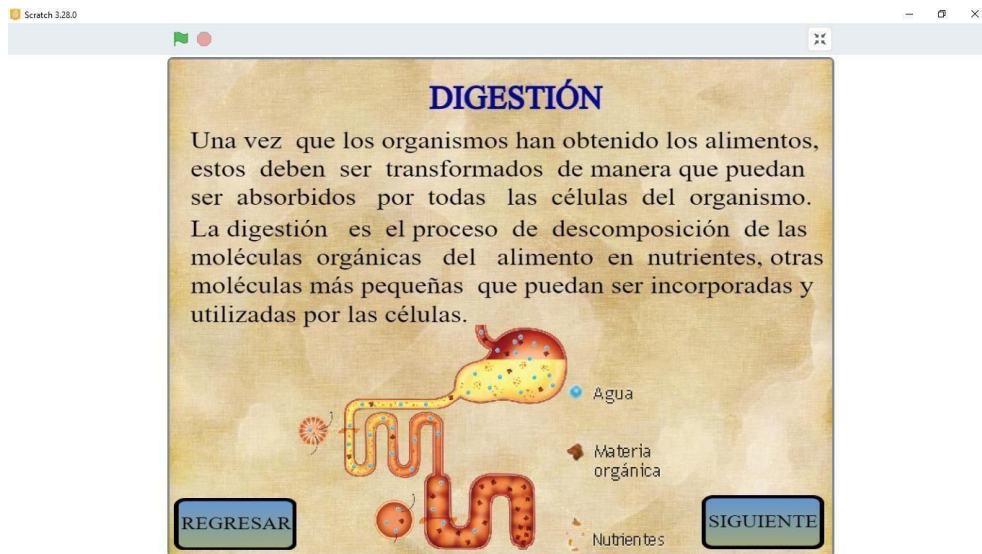 Scratch 3.28.0
DIGESTIÓN
Una vez que los organismos han obtenido los alimentos,
estos deben ser transformados de manera que puedan
ser absorbidos por todas las células del organismo.
La digestión es el proceso de descomposición de las
moléculas orgánicas del alimento en nutrientes, otras
moléculas más pequeñas que puedan ser incorporadas y
utilizadas por las células.
Agua
Materia
orgánica
Nutrientes
REGRESAR
SIGUIENTE